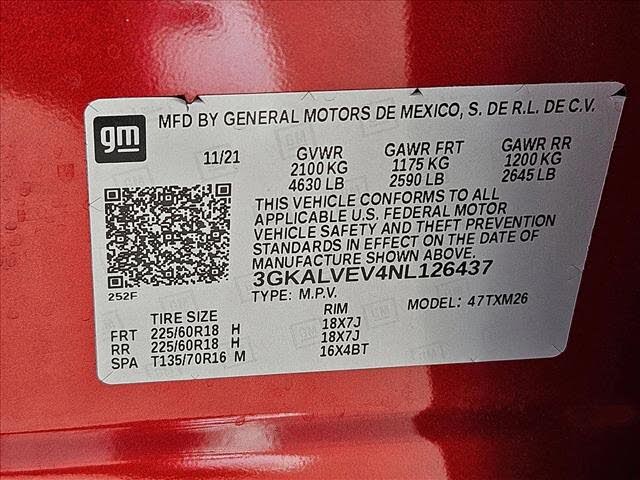 gm
MFD BY GENERAL MOTORS DE MEXICO, S. DE R.L. DE C.V.
11/21 GVWR GAWR FRT GAWR RR
2100 KG 1175 KG 1200 KG
4630 LB 2590 LB 2645 LB
THIS VEHICLE CONFORMS TO ALL
APPLICABLE U.S. FEDERAL MOTOR
VEHICLE SAFETY AND THEFT PREVENTION
STANDARDS IN EFFECT ON THE DATE OF
MANUFACTURE SHOWN ABOVE.
3GKALVEV4NL126437
252F
TYPE: M.P.V.
MODEL: 47TXM26
TIRE SIZE RIM
FRT 225/60R18 H 18X7J
RR 225/60R18 H 18X7J
SPA T135/70R16 M 16X4BT